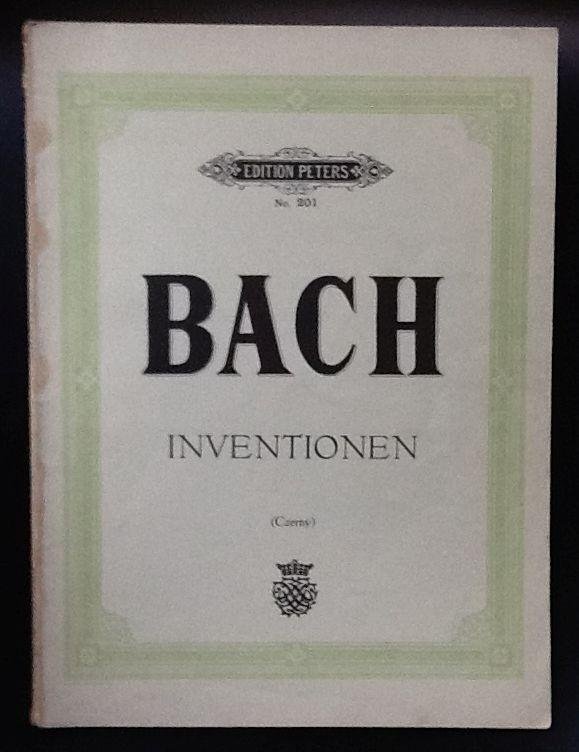 EDITION PETERS
No. 201
BACH
INVENTIONEN
(Czerny)